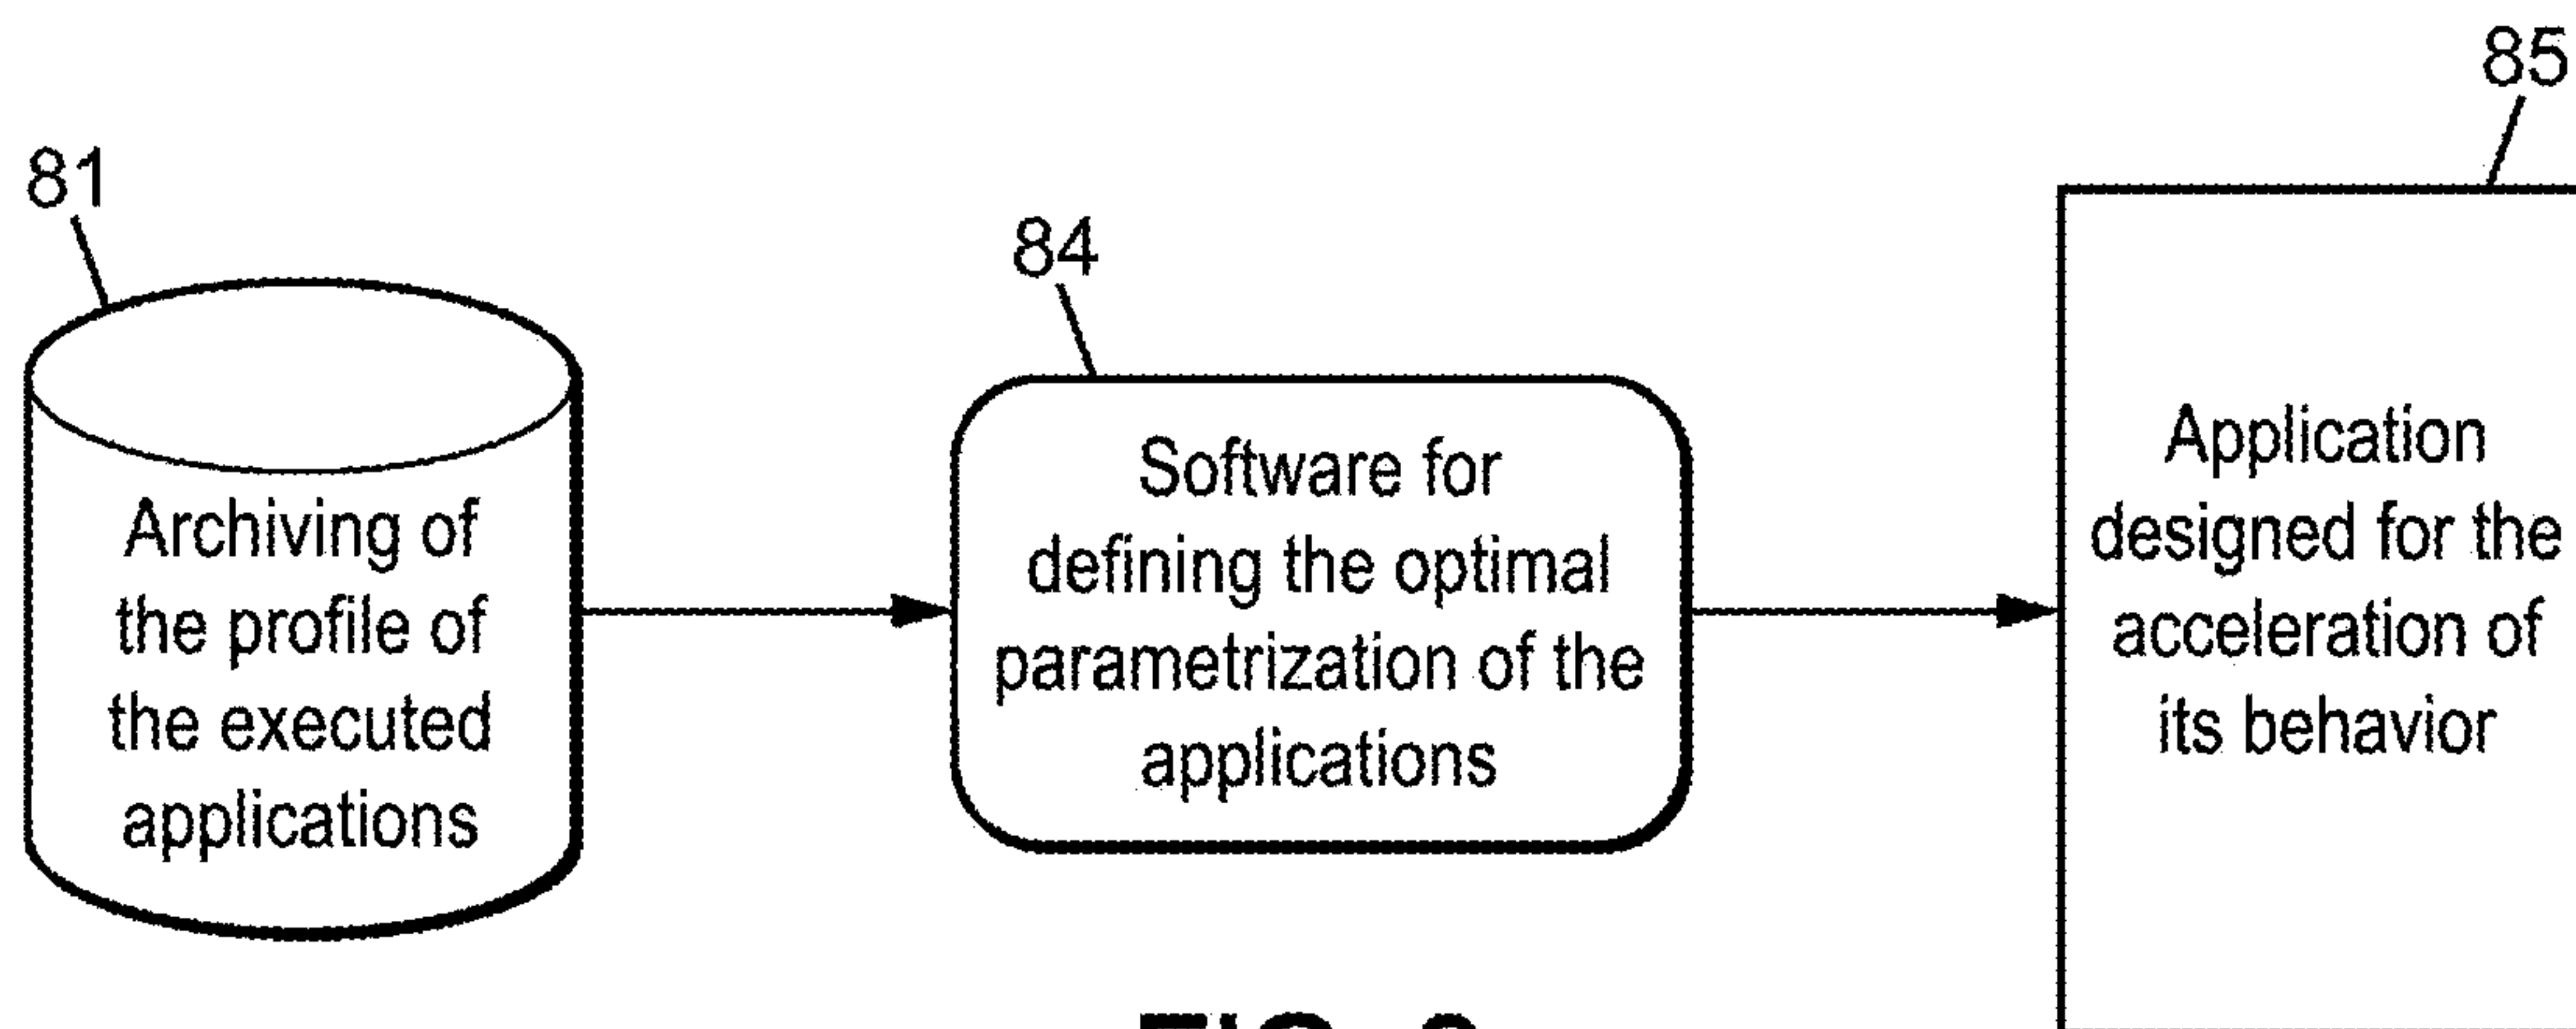 81
Archiving of
the profile of
the executed
applications
84
Software for
defining the optimal
parametrization of the
applications
85
Application
designed for the
acceleration of
its behavior
FIG.